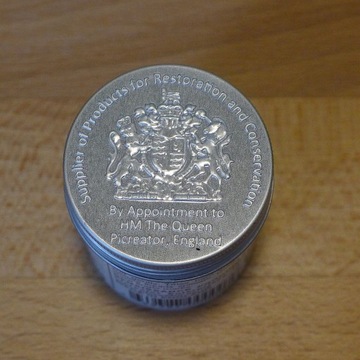 Supplier of Products for Restoration and Conservation
By Appointment to
HM The Queen
Picreator, England